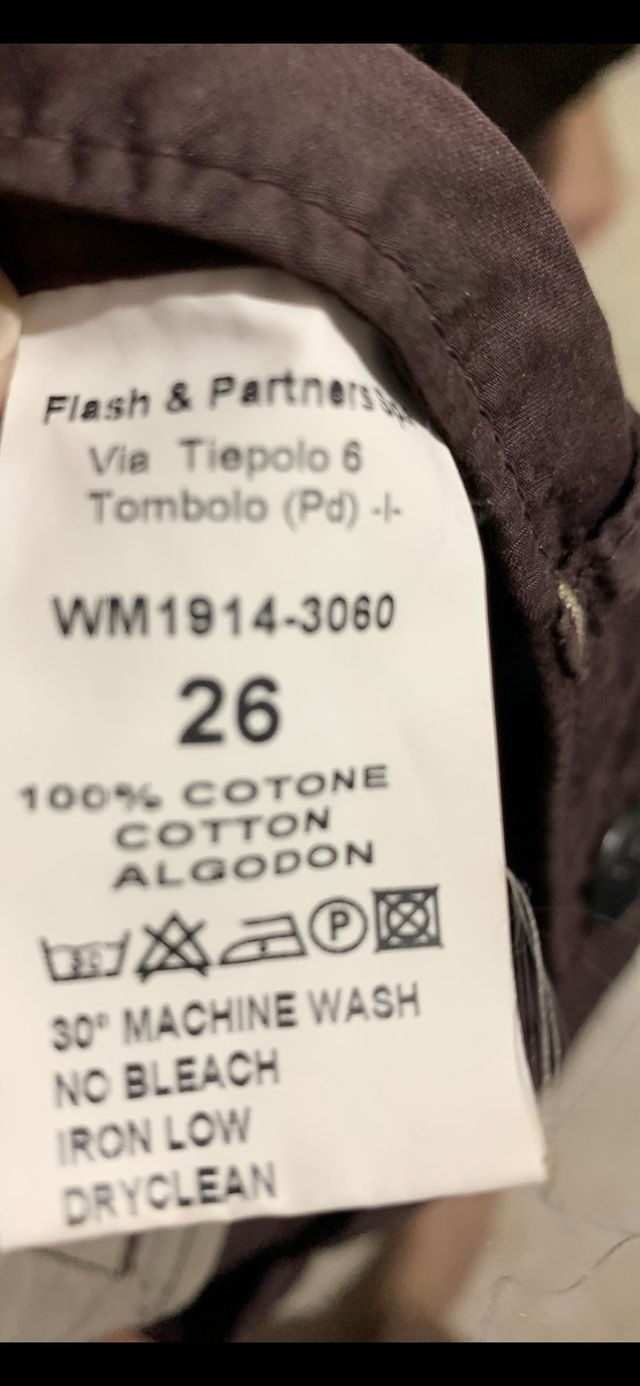 Flash & Partners
Via Tiepolo 6
Tombolo (Pd) -I-
WM1914-3060
26
100% COTONE
COTTON
ALGODON
30 P
30° MACHINE WASH
NO BLEACH
IRON LOW
DRYCLEAN